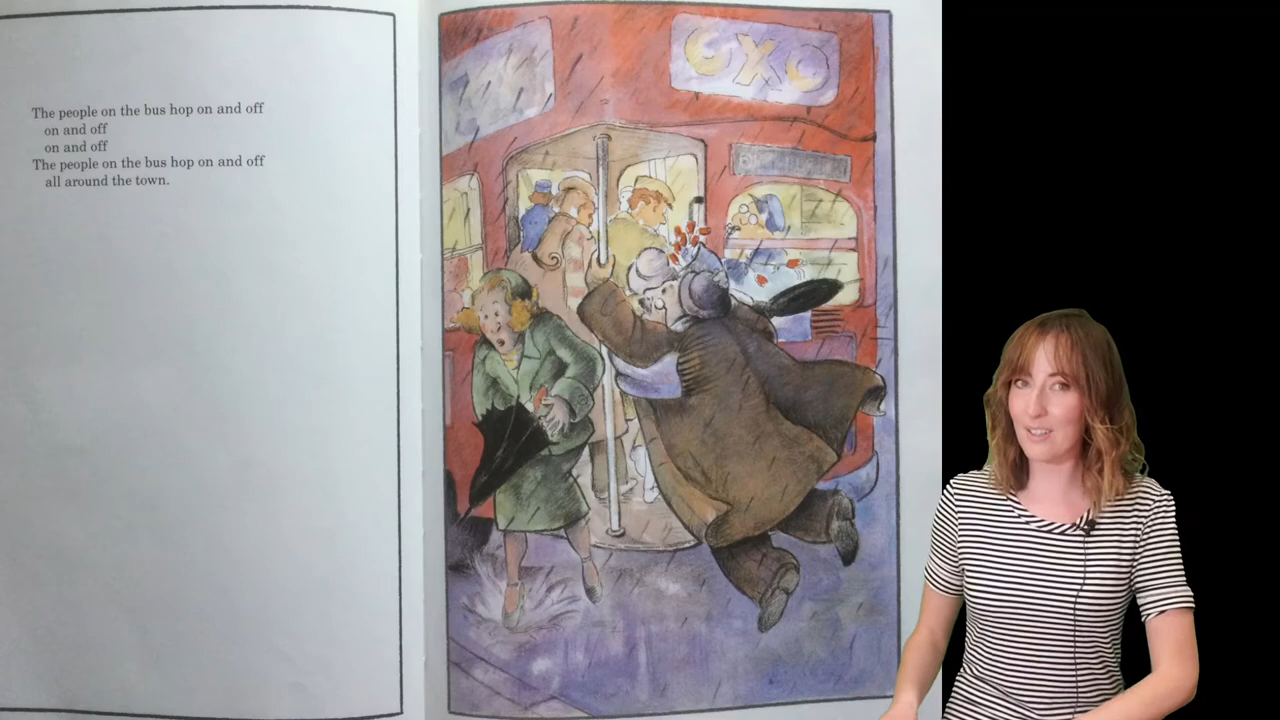 The people on the bus hop on and off
on and off
on and off
The people on the bus hop on and off
all around the town.
OXO